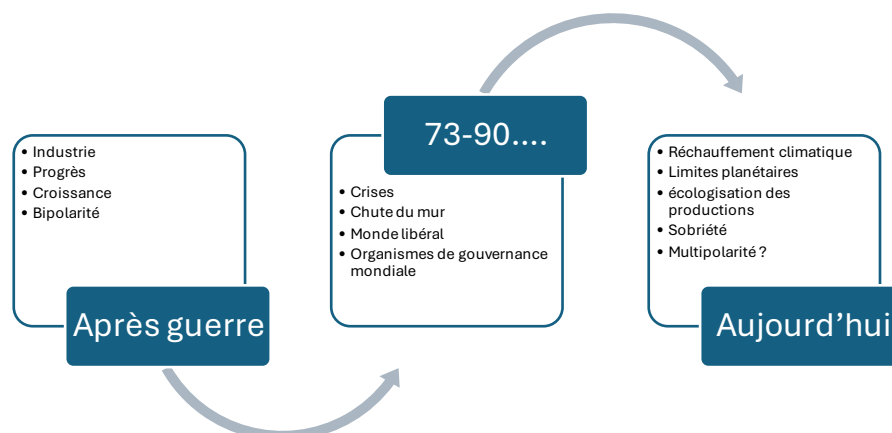 • Industrie
• Progrès
• Croissance
• Bipolarité
Après guerre
73-90....
• Crises
• Chute du mur
• Monde libéral
• Organismes de gouvernance
mondiale
• Réchauffement climatique
• Limites planétaires
• écologisation des
productions
• Sobriété
• Multipolarité ?
Aujourd’hui